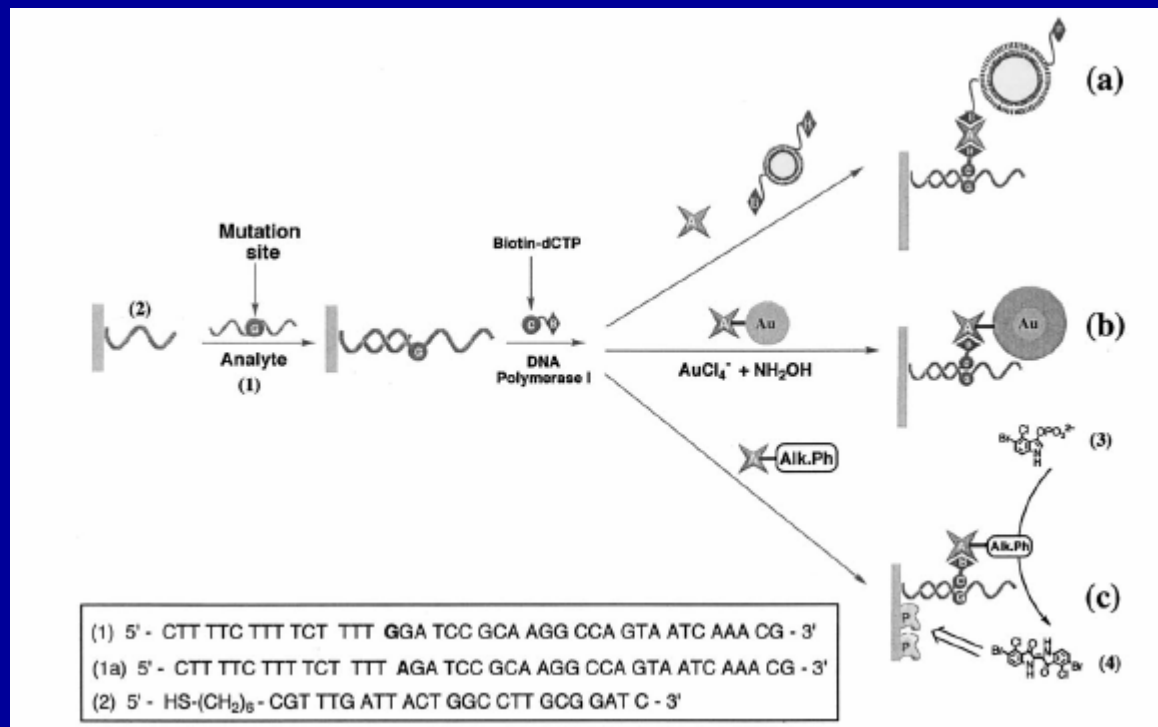 (a)
Mutation
site
Biotin-dCTP
(2)
G
C
B
A
Au
(b)
Analyte
(1)
G
DNA
Polymerase I
AuCl4⁻ + NH2OH
A
Au
(3)
A
Alk.Ph
A
Alk.Ph
(c)
P
P
(4)
(1) 5' - CTT TTC TTT TCT TTT GGA TCC GCA AGG CCA GTA ATC AAA CG - 3'
(1a) 5' - CTT TTC TTT TCT TTT AGA TCC GCA AGG CCA GTA ATC AAA CG - 3'
(2) 5' - HS-(CH2)6-CGT TTG ATT ACT GGC CTT GCG GAT C - 3'